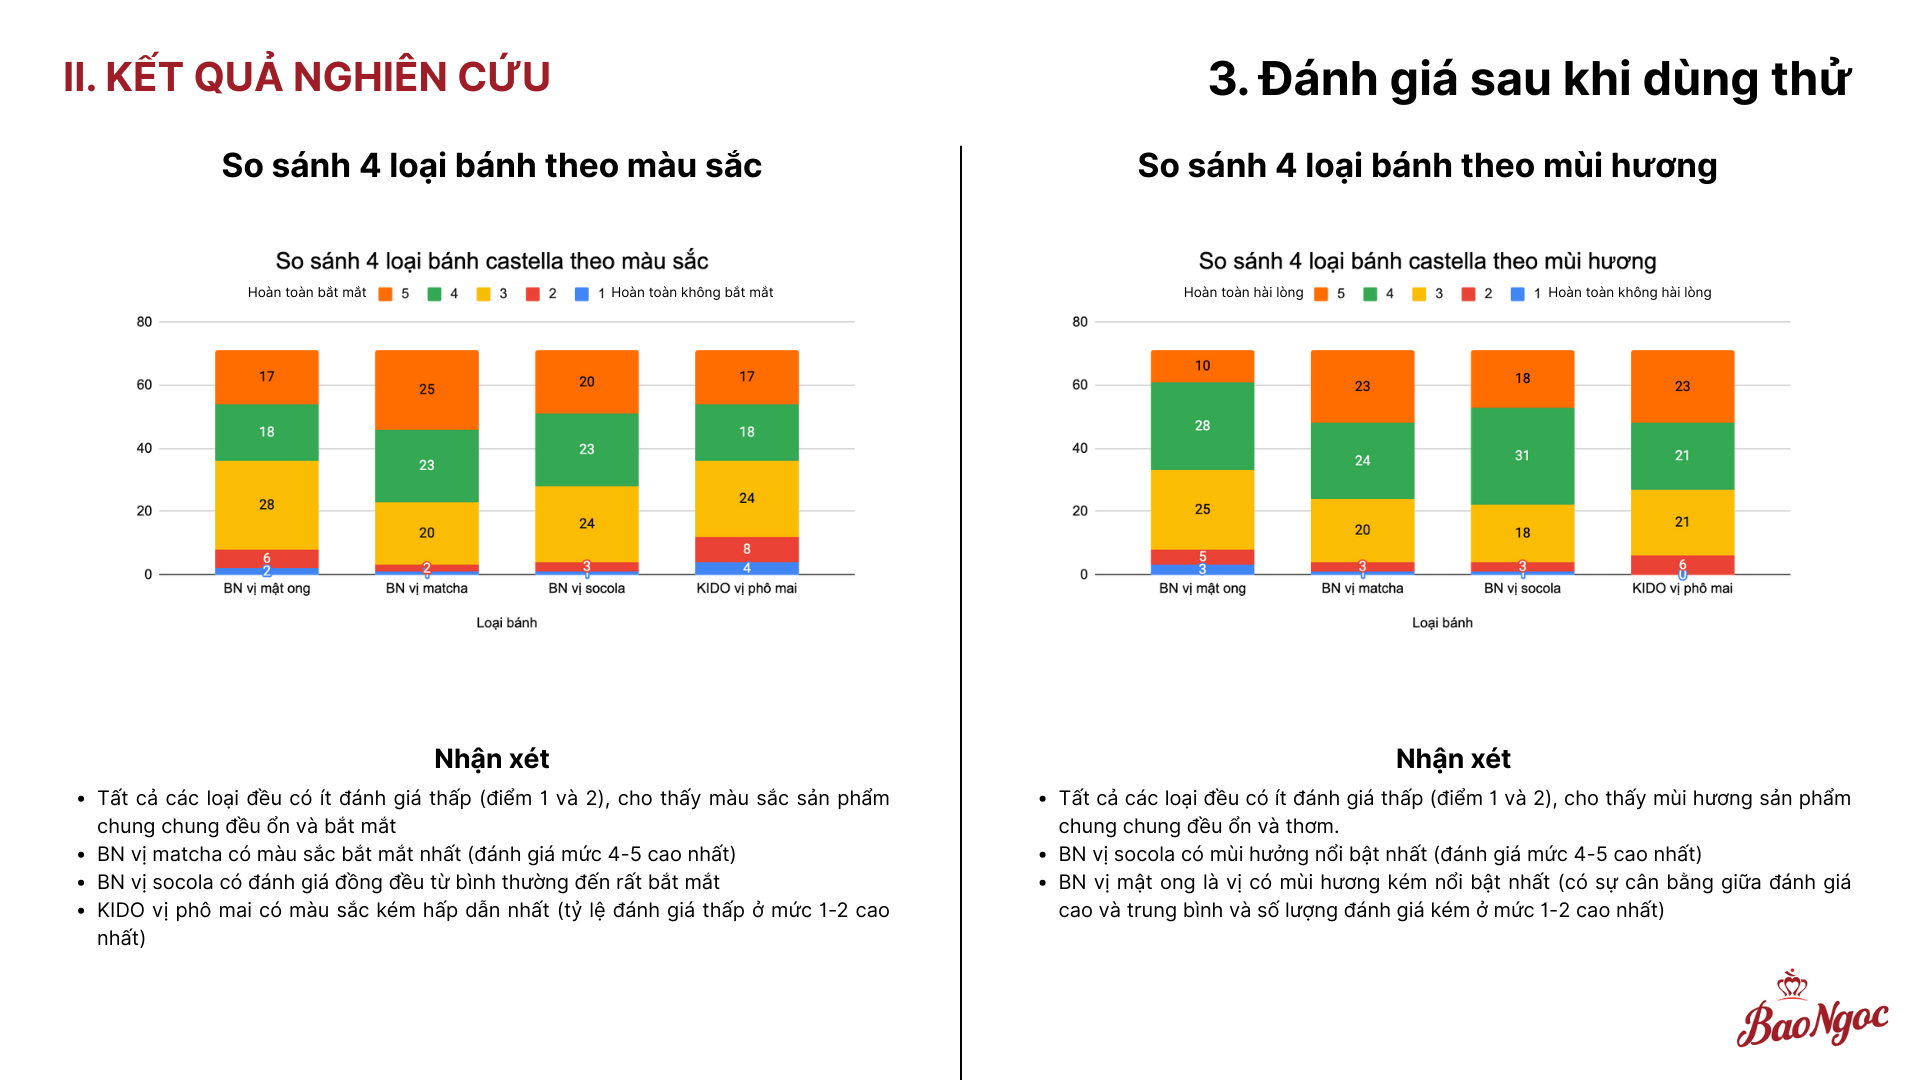 II. KẾT QUẢ NGHIÊN CỨU
3. Đánh giá sau khi dùng thử
So sánh 4 loại bánh theo màu sắc
So sánh 4 loại bánh castella theo màu sắc
Hoàn toàn bắt mắt 5 4 3 2 1 Hoàn toàn không bắt mắt
80
60
40
20
0
17 25 20 17
18 23 23 18
28 20 24 24
6 2 3 8
2 4
BN vị mật ong BN vị matcha BN vị socola KIDO vị phô mai
Loại bánh
Nhận xét
• Tất cả các loại đều có ít đánh giá thấp (điểm 1 và 2), cho thấy màu sắc sản phẩm
chung chung đều ổn và bắt mắt
• BN vị matcha có màu sắc bắt mắt nhất (đánh giá mức 4-5 cao nhất)
• BN vị socola có đánh giá đồng đều từ bình thường đến rất bắt mắt
• KIDO vị phô mai có màu sắc kém hấp dẫn nhất (tỷ lệ đánh giá thấp ở mức 1-2 cao
nhất)
So sánh 4 loại bánh theo mùi hương
So sánh 4 loại bánh castella theo mùi hương
Hoàn toàn hài lòng 5 4 3 2 1 Hoàn toàn không hài lòng
80
60
40
20
0
10 23 18 23
28 24 31 21
25 20 18 21
5 3 3 6
3 0
BN vị mật ong BN vị matcha BN vị socola KIDO vị phô mai
Loại bánh
Nhận xét
• Tất cả các loại đều có ít đánh giá thấp (điểm 1 và 2), cho thấy mùi hương sản phẩm
chung chung đều ổn và thơm.
• BN vị socola có mùi hưởng nổi bật nhất (đánh giá mức 4-5 cao nhất)
• BN vị mật ong là vị có mùi hương kém nổi bật nhất (có sự cân bằng giữa đánh giá
cao và trung bình và số lượng đánh giá kém ở mức 1-2 cao nhất)
BaoNgoc